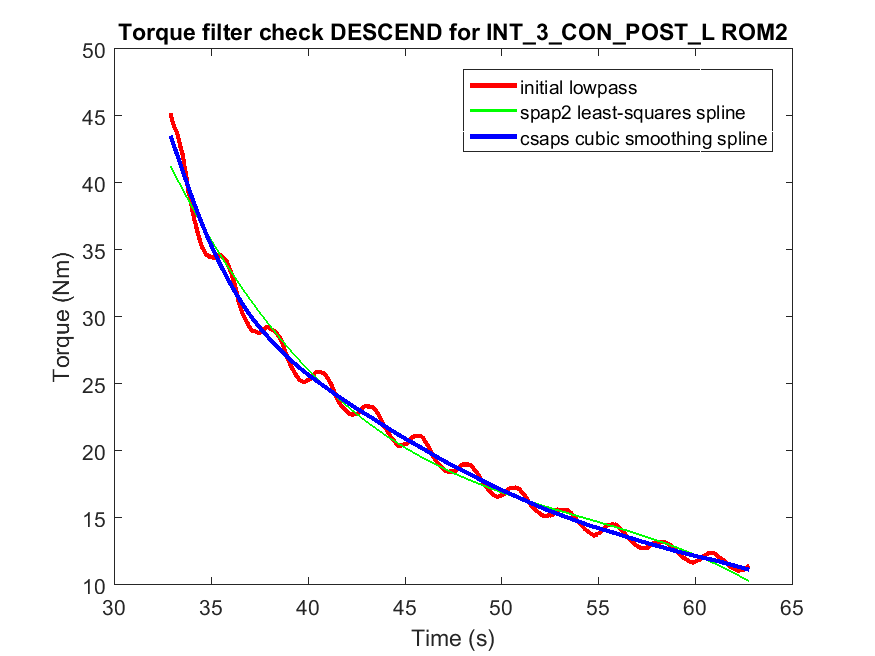 Torque filter check DESCEND for INT_3_CON_POST_L ROM2
initial lowpass
spap2 least-squares spline
csaps cubic smoothing spline
Torque (Nm)
50
45
40
35
30
25
20
15
10
30 35 40 45 50 55 60 65
Time (s)